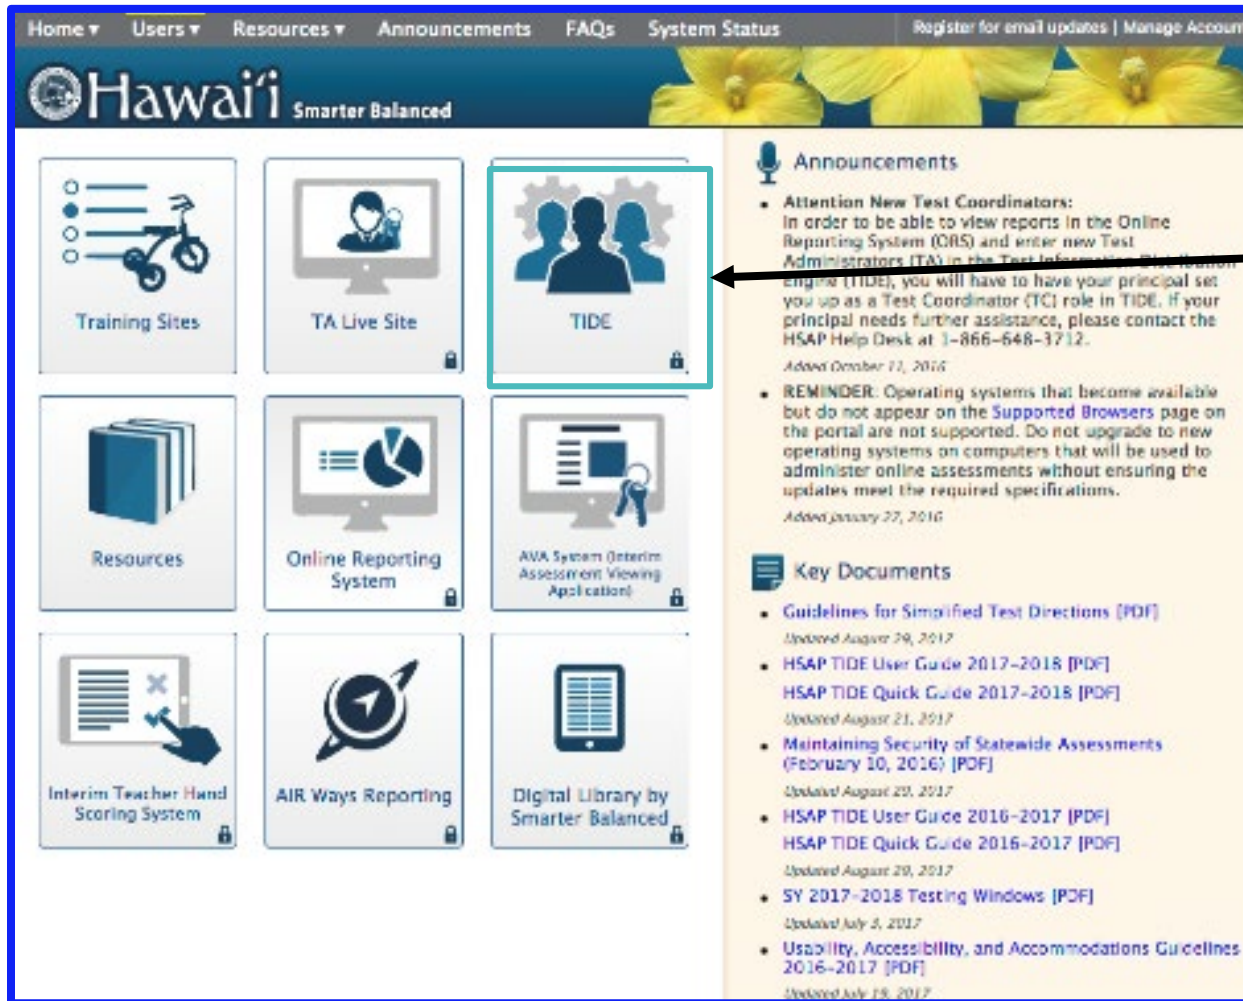 Home ▾ Users ▾ Resources ▾ Announcements FAQs System Status Register for email updates | Manage Accoun
Hawai‘i Smarter Balanced
Training Sites
TA Live Site
TIDE
Resources
Online Reporting
System
AVA System (Interim
Assessment Viewing
Application)
Interim Teacher Hand
Scoring System
AIR Ways Reporting
Digital Library by
Smarter Balanced
Announcements
• Attention New Test Coordinators:
In order to be able to view reports in the Online
Reporting System (ORS) and enter new Test
Administrators (TA) in the Test Information Distribution
Engine (TIDE), you will have to have your principal set
you up as a Test Coordinator (TC) role in TIDE. If your
principal needs further assistance, please contact the
HSAP Help Desk at 1-866-648-3712.
Added October 11, 2016
• REMINDER: Operating systems that become available
but do not appear on the Supported Browsers page on
the portal are not supported. Do not upgrade to new
operating systems on computers that will be used to
administer online assessments without ensuring the
updates meet the required specifications.
Added January 27, 2016
Key Documents
• Guidelines for Simplified Test Directions [PDF]
Updated August 29, 2017
• HSAP TIDE User Guide 2017-2018 [PDF]
HSAP TIDE Quick Guide 2017-2018 [PDF]
Updated August 21, 2017
• Maintaining Security of Statewide Assessments
(February 10, 2016) [PDF]
Updated August 29, 2017
• HSAP TIDE User Guide 2016-2017 [PDF]
HSAP TIDE Quick Guide 2016-2017 [PDF]
Updated August 29, 2017
• SY 2017-2018 Testing Windows [PDF]
Updated July 3, 2017
• Usability, Accessibility, and Accommodations Guidelines
2016-2017 [PDF]
Updated July 19, 2017